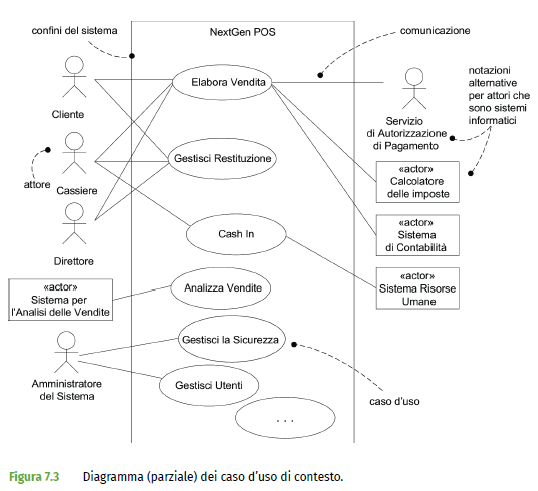 confini del sistema
NextGen POS
comunicazione
notazioni
alternative
per attori che
sono sistemi
informatici
Cliente
Elabora Vendita
Servizio
di Autorizzazione
di Pagamento
Gestisci Restituzione
attore
Cassiere
«actor»
Calcolatore
delle imposte
Cash In
«actor»
Sistema
di Contabilità
Direttore
«actor»
Sistema per
l'Analisi delle Vendite
Analizza Vendite
«actor»
Sistema Risorse
Umane
Gestisci la Sicurezza
Amministratore
del Sistema
Gestisci Utenti
caso d'uso
. . .
Figura 7.3 Diagramma (parziale) dei caso d'uso di contesto.